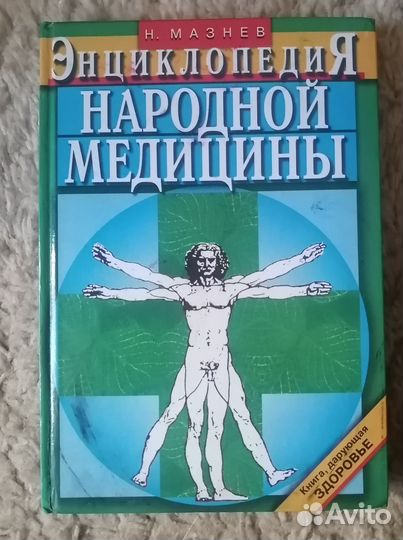 Н. МАЗНЕВ
ЭНЦИКЛОПЕДИЯ
НАРОДНОЙ
МЕДИЦИНЫ
Книга, дарующая
ЗДОРОВЬЕ
Avito